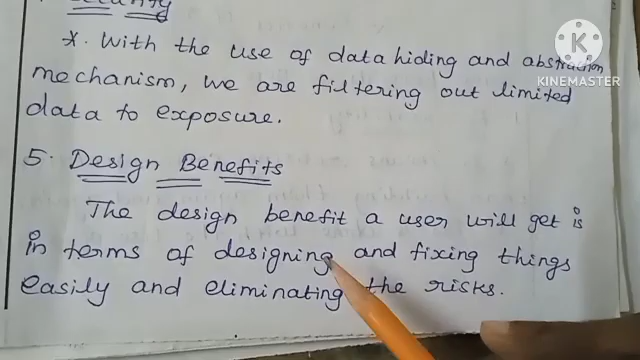 Security
*. With the use of data hiding and abstraction
mechanism, we are filtering out limited
data to exposure.
5. Design Benefits
The design benefit a user will get is
in terms of designing and fixing things
easily and eliminating the risks.
K
KINEMASTER